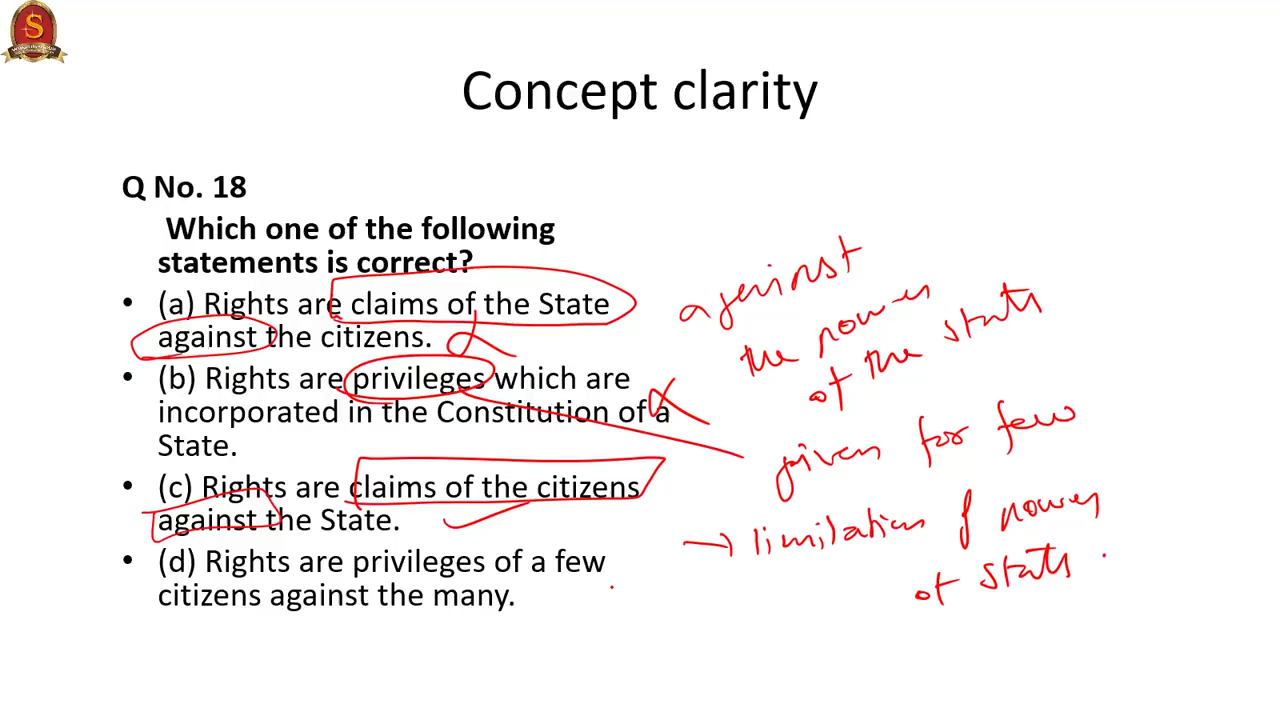 S
Concept clarity
Q No. 18
Which one of the following
statements is correct?
• (a) Rights are claims of the State
against the citizens.
• (b) Rights are privileges which are
incorporated in the Constitution of a
State.
• (c) Rights are claims of the citizens
against the State.
• (d) Rights are privileges of a few
citizens against the many.
against
the power
of the state
given for few
→ limitation of power
of state.